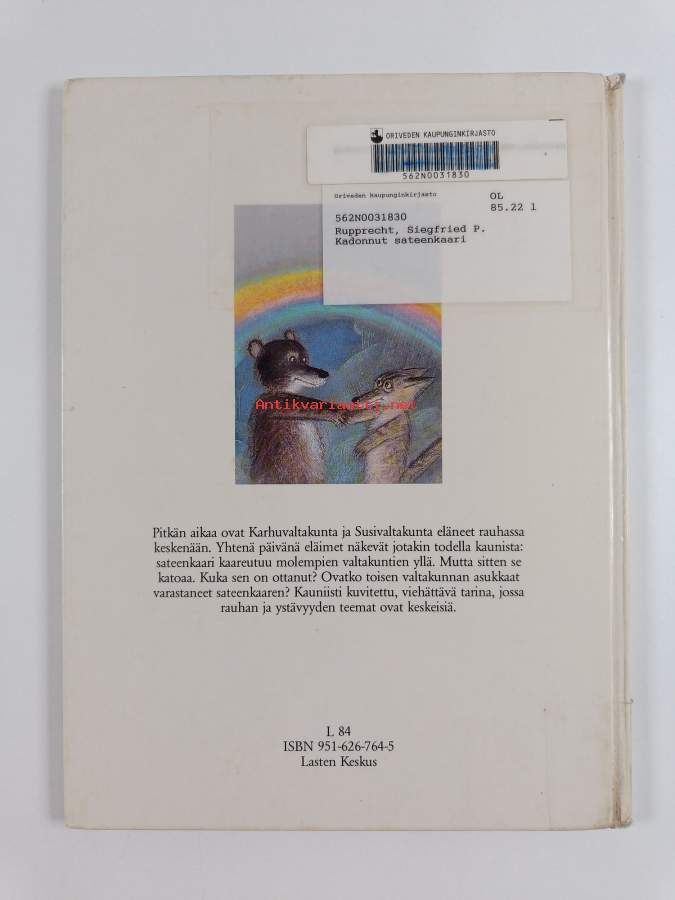 ORIVEDEN KAUPUNGINKIRJASTO
562N0031830
Oriveden kaupunginkirjasto
OL
85.22 l
562N0031830
Rupprecht, Siegfried P.
Kadonnut sateenkaari
Antikvariaatti.net
Pitkän aikaa ovat Karhuvaltakunta ja Susivaltakunta eläneet rauhassa
keskenään. Yhtenä päivänä eläimet näkevät jotakin todella kaunista:
sateenkaari kaareutuu molempien valtakuntien yllä. Mutta sitten se
katoaa. Kuka sen on ottanut? Ovatko toisen valtakunnan asukkaat
varastaneet sateenkaaren? Kauniisti kuvitettu, viehättävä tarina, jossa
rauhan ja ystävyyden teemat ovat keskeisiä.
L 84
ISBN 951-626-764-5
Lasten Keskus